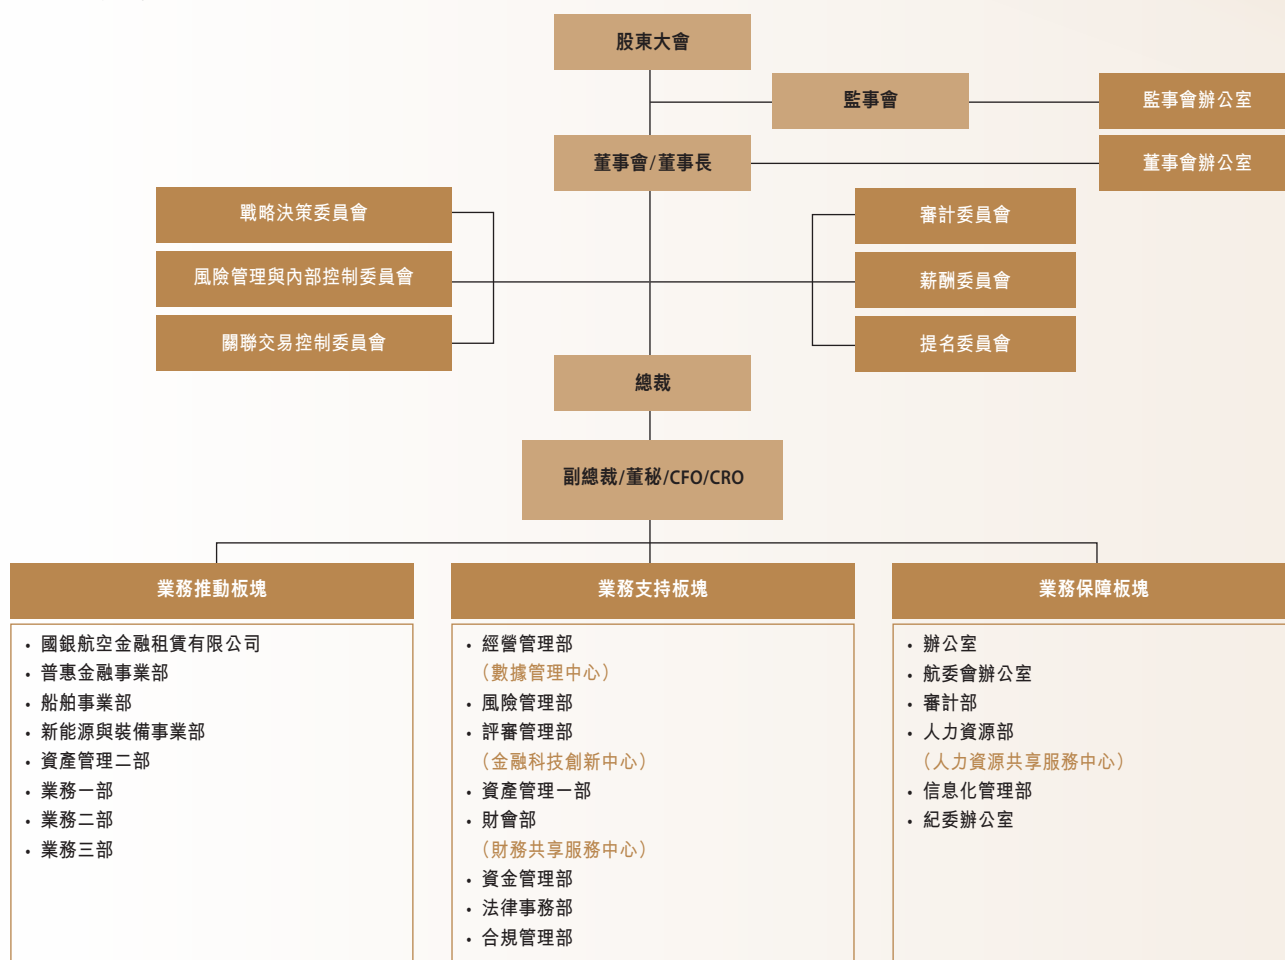 股東大會
監事會
監事會辦公室
董事會/董事長
董事會辦公室
戰略決策委員會
風險管理與內部控制委員會
關聯交易控制委員會
審計委員會
薪酬委員會
提名委員會
總裁
副總裁/董秘/CFO/CRO
業務推動板塊
• 國銀航空金融租賃有限公司
• 普惠金融事業部
• 船舶事業部
• 新能源與裝備事業部
• 資產管理二部
• 業務一部
• 業務二部
• 業務三部
業務支持板塊
• 經營管理部
（數據管理中心）
• 風險管理部
• 評審管理部
（金融科技創新中心）
• 資產管理一部
• 財會部
（財務共享服務中心）
• 資金管理部
• 法律事務部
• 合規管理部
業務保障板塊
• 辦公室
• 航委會辦公室
• 審計部
• 人力資源部
（人力資源共享服務中心）
• 信息化管理部
• 紀委辦公室